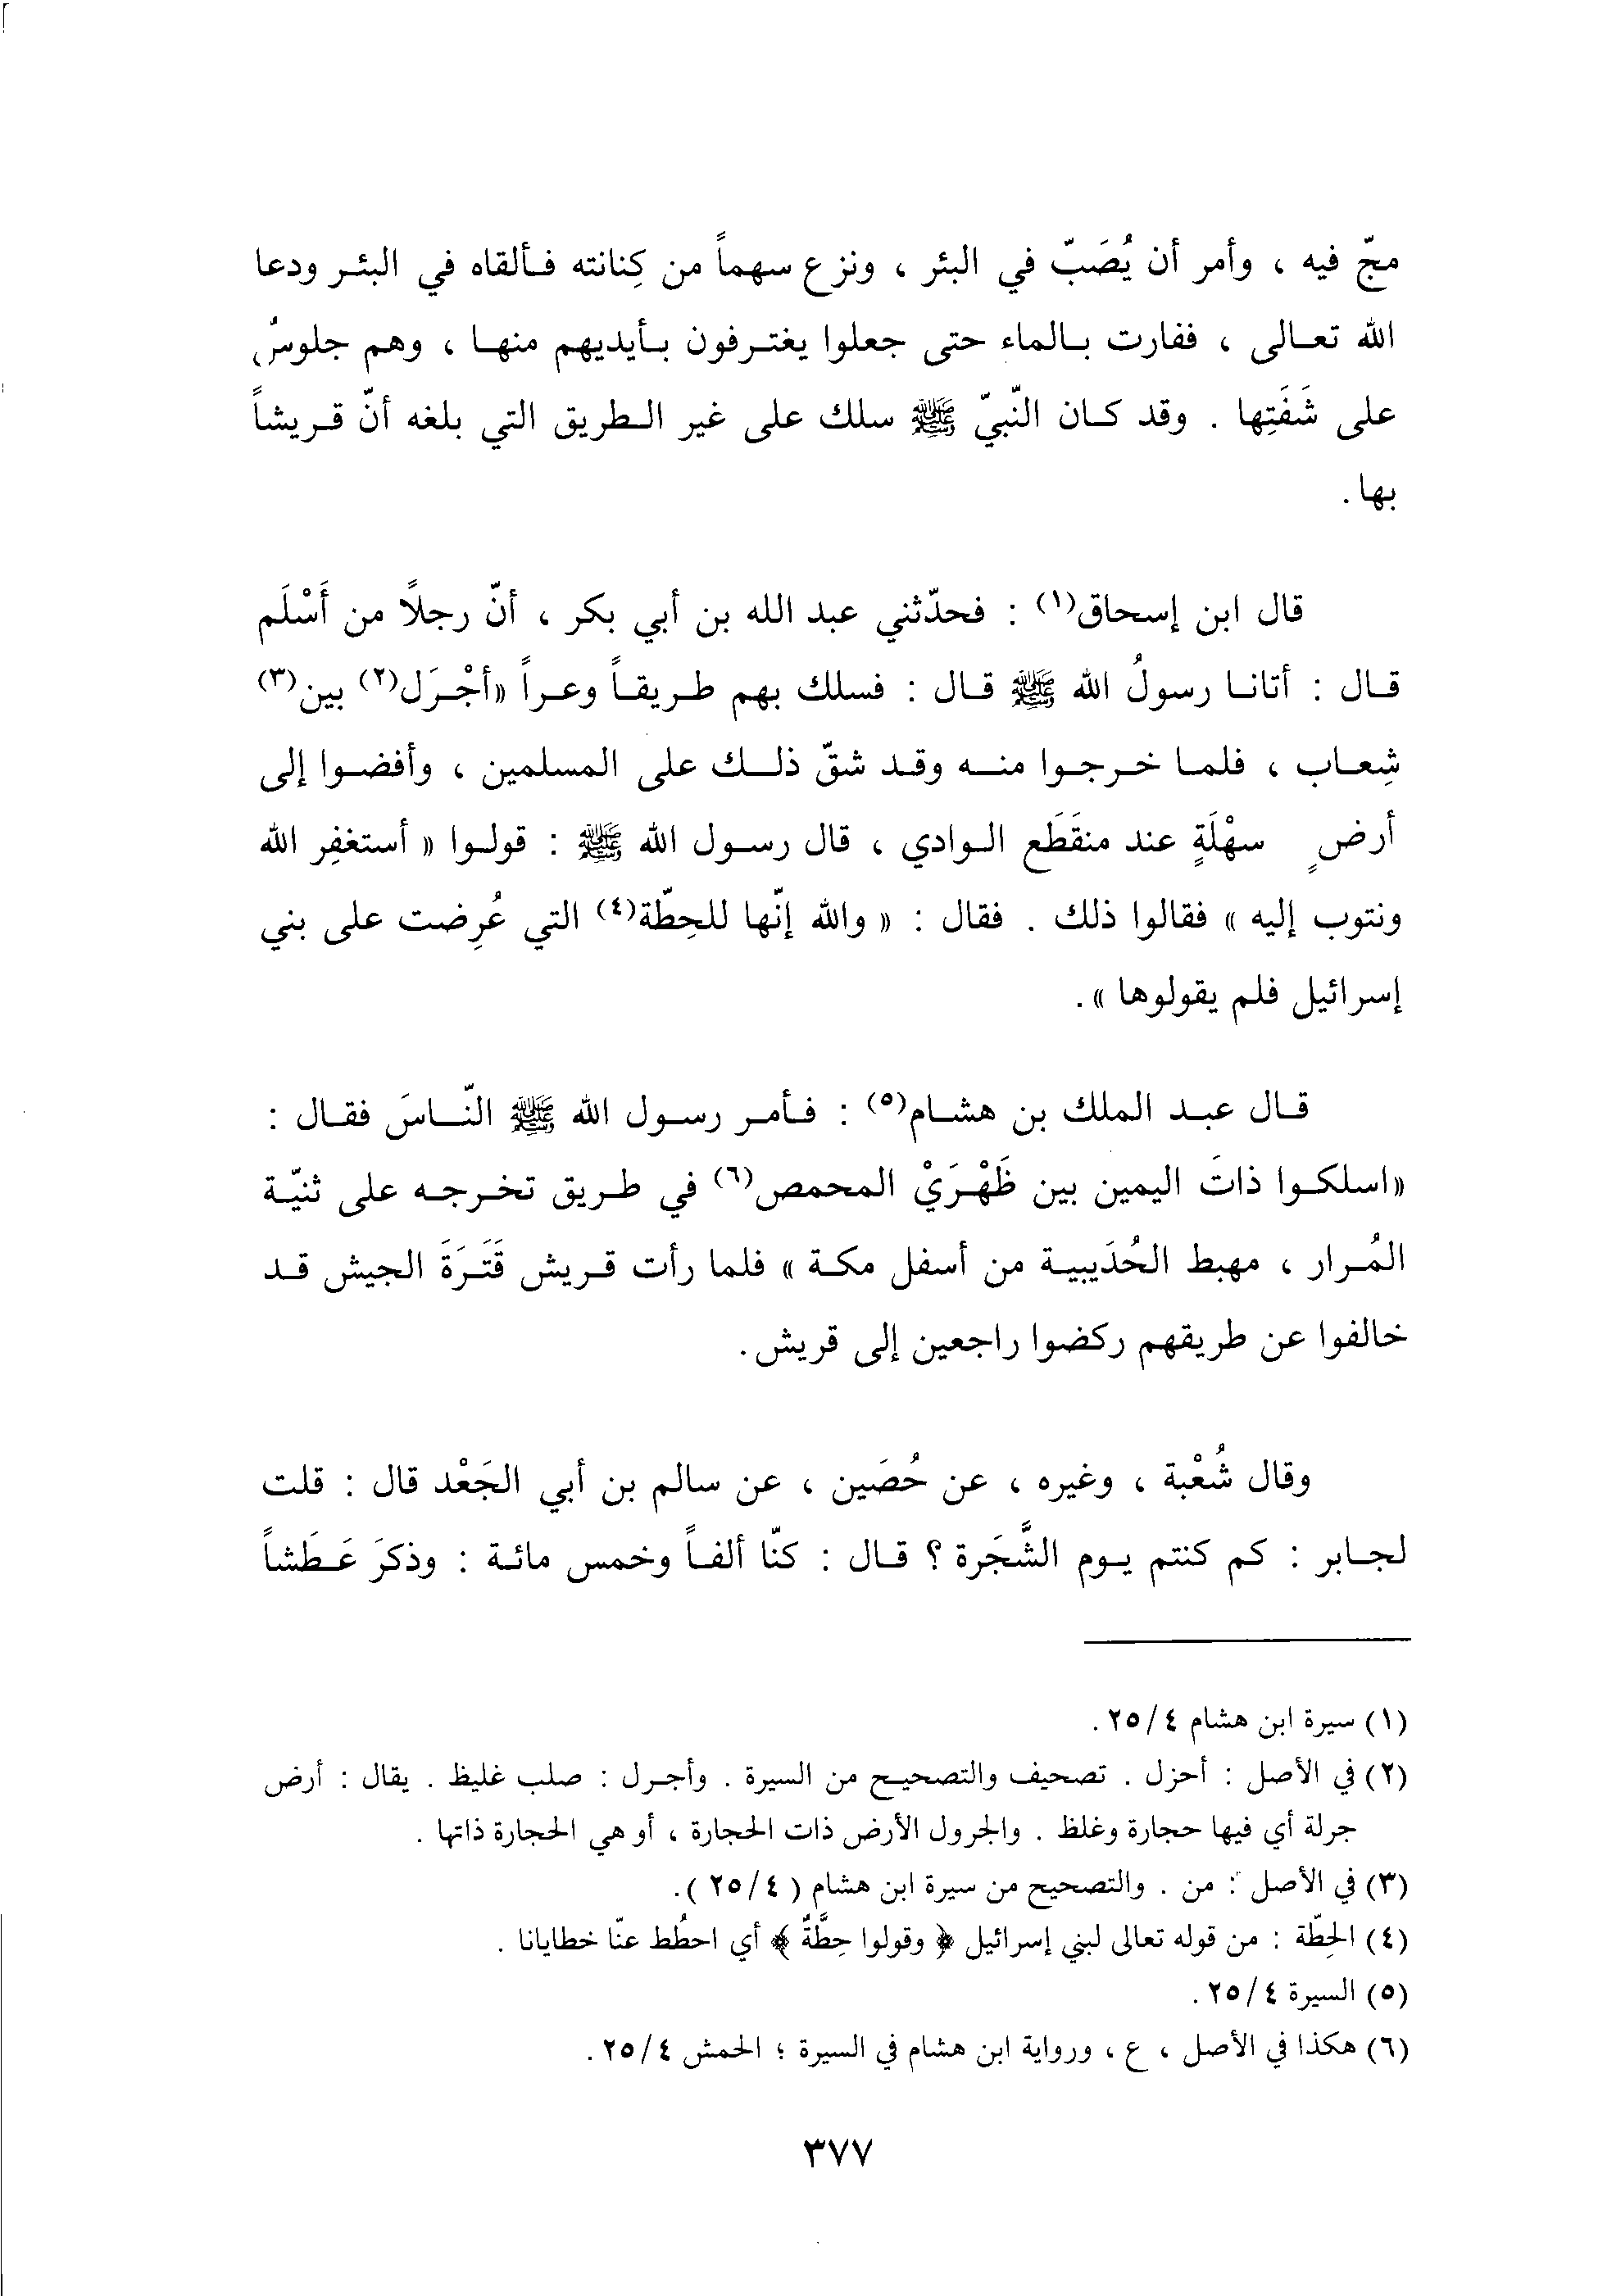 مجّ فيه ، وأمر أن يُصَبّ في البئر ، ونزع سهماً من كِنانته فألقاه في البئر ودعا
الله تعالى ، ففارت بالماء حتى جعلوا يغترفون بأيديهم منها ، وهم جلوسٌ
على شَفَتِها . وقد كان النّبيّ ﷺ سلك على غير الطريق التي بلغه أنّ قريشاً
بها .
قال ابن إسحاق(١) : فحدّثني عبد الله بن أبي بكر ، أنّ رجلاً من أَسْلَم
قال : أتانا رسولُ الله ﷺ قال : فسلك بهم طريقاً وعراً «أجْرَل(٢) بين(٣)
شِعاب ، فلما خرجوا منه وقد شقّ ذلك على المسلمين ، وأفضوا إلى
أرضٍ سهْلَةٍ عند منقَطَع الوادي ، قال رسول الله ﷺ : قولوا « أستغفِر الله
ونتوب إليه » فقالوا ذلك . فقال : « والله إنّها للحِطّة(٤) التي عُرِضت على بني
إسرائيل فلم يقولوها » .
قال عبد الملك بن هشام(٥) : فأمر رسول الله ﷺ النّاسَ فقال :
«اسلكوا ذاتَ اليمين بين ظَهْرَيْ المحمص(٦) في طريق تخرجه على ثنيّة
المُرار ، مهبط الحُدَيبية من أسفل مكة » فلما رأت قريش قَتَرَةَ الجيش قد
خالفوا عن طريقهم ركضوا راجعين إلى قريش .
وقال شُعْبة ، وغيره ، عن حُصَين ، عن سالم بن أبي الجَعْد قال : قلت
لجابر : كم كنتم يوم الشَّجَرة ؟ قال : كنّا ألفاً وخمس مائة : وذكرَ عَطَشاً
(١) سيرة ابن هشام ٢٥/٤ .
(٢) في الأصل : أحزل . تصحيف والتصحيح من السيرة . وأجرل : صلب غليظ . يقال : أرض
جرلة أي فيها حجارة وغلظ . والجرول الأرض ذات الحجارة ، أو هي الحجارة ذاتها .
(٣) في الأصل : من . والتصحيح من سيرة ابن هشام ( ٢٥/٤ ) .
(٤) الحِطّة : من قوله تعالى لبني إسرائيل ﴿ وقولوا حِطَّةٌ ﴾ أي احطُط عنّا خطايانا .
(٥) السيرة ٢٥/٤ .
(٦) هكذا في الأصل ، ع ، ورواية ابن هشام في السيرة ؛ الحمش ٢٥/٤ .
٣٧٧